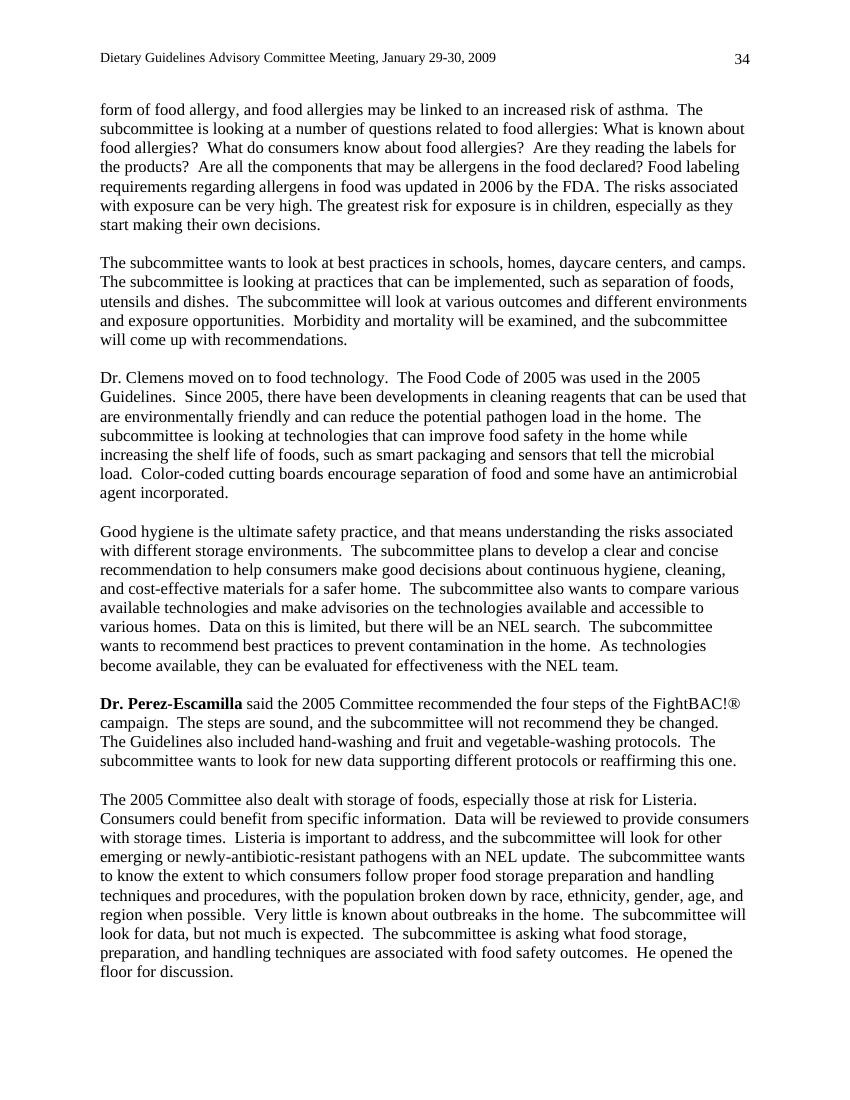 Dietary Guidelines Advisory Committee Meeting, January 29-30, 2009 34
form of food allergy, and food allergies may be linked to an increased risk of asthma.  The
subcommittee is looking at a number of questions related to food allergies: What is known about
food allergies?  What do consumers know about food allergies?  Are they reading the labels for
the products?  Are all the components that may be allergens in the food declared? Food labeling
requirements regarding allergens in food was updated in 2006 by the FDA. The risks associated
with exposure can be very high. The greatest risk for exposure is in children, especially as they
start making their own decisions.
The subcommittee wants to look at best practices in schools, homes, daycare centers, and camps.
The subcommittee is looking at practices that can be implemented, such as separation of foods,
utensils and dishes.  The subcommittee will look at various outcomes and different environments
and exposure opportunities.  Morbidity and mortality will be examined, and the subcommittee
will come up with recommendations.
Dr. Clemens moved on to food technology.  The Food Code of 2005 was used in the 2005
Guidelines.  Since 2005, there have been developments in cleaning reagents that can be used that
are environmentally friendly and can reduce the potential pathogen load in the home.  The
subcommittee is looking at technologies that can improve food safety in the home while
increasing the shelf life of foods, such as smart packaging and sensors that tell the microbial
load.  Color-coded cutting boards encourage separation of food and some have an antimicrobial
agent incorporated.
Good hygiene is the ultimate safety practice, and that means understanding the risks associated
with different storage environments.  The subcommittee plans to develop a clear and concise
recommendation to help consumers make good decisions about continuous hygiene, cleaning,
and cost-effective materials for a safer home.  The subcommittee also wants to compare various
available technologies and make advisories on the technologies available and accessible to
various homes.  Data on this is limited, but there will be an NEL search.  The subcommittee
wants to recommend best practices to prevent contamination in the home.  As technologies
become available, they can be evaluated for effectiveness with the NEL team.
Dr. Perez-Escamilla said the 2005 Committee recommended the four steps of the FightBAC!®
campaign.  The steps are sound, and the subcommittee will not recommend they be changed.
The Guidelines also included hand-washing and fruit and vegetable-washing protocols.  The
subcommittee wants to look for new data supporting different protocols or reaffirming this one.
The 2005 Committee also dealt with storage of foods, especially those at risk for Listeria.
Consumers could benefit from specific information.  Data will be reviewed to provide consumers
with storage times.  Listeria is important to address, and the subcommittee will look for other
emerging or newly-antibiotic-resistant pathogens with an NEL update.  The subcommittee wants
to know the extent to which consumers follow proper food storage preparation and handling
techniques and procedures, with the population broken down by race, ethnicity, gender, age, and
region when possible.  Very little is known about outbreaks in the home.  The subcommittee will
look for data, but not much is expected.  The subcommittee is asking what food storage,
preparation, and handling techniques are associated with food safety outcomes.  He opened the
floor for discussion.